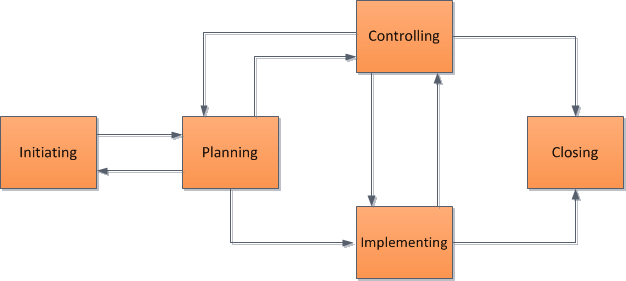 Controlling
Initiating
Planning
Closing
Implementing